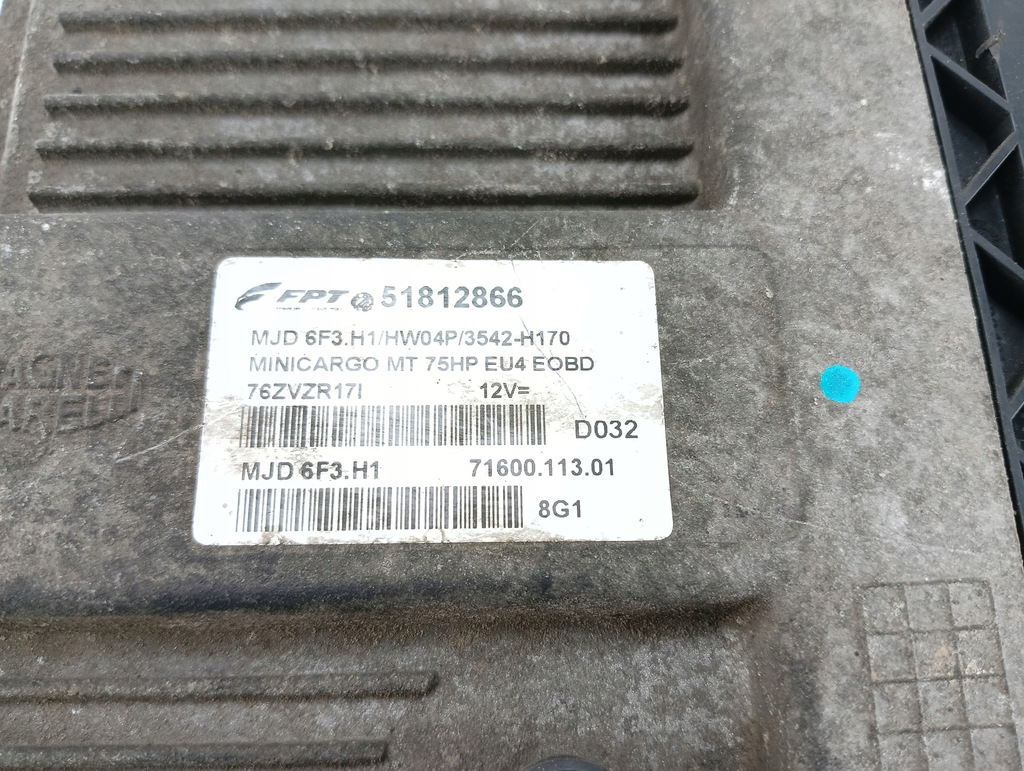 FPT 51812866
MJD 6F3.H1/HW04P/3542-H170
MINICARGO MT 75HP EU4 EOBD
76ZVZR17I 12V=
D032
MJD 6F3.H1 71600.113.01
8G1